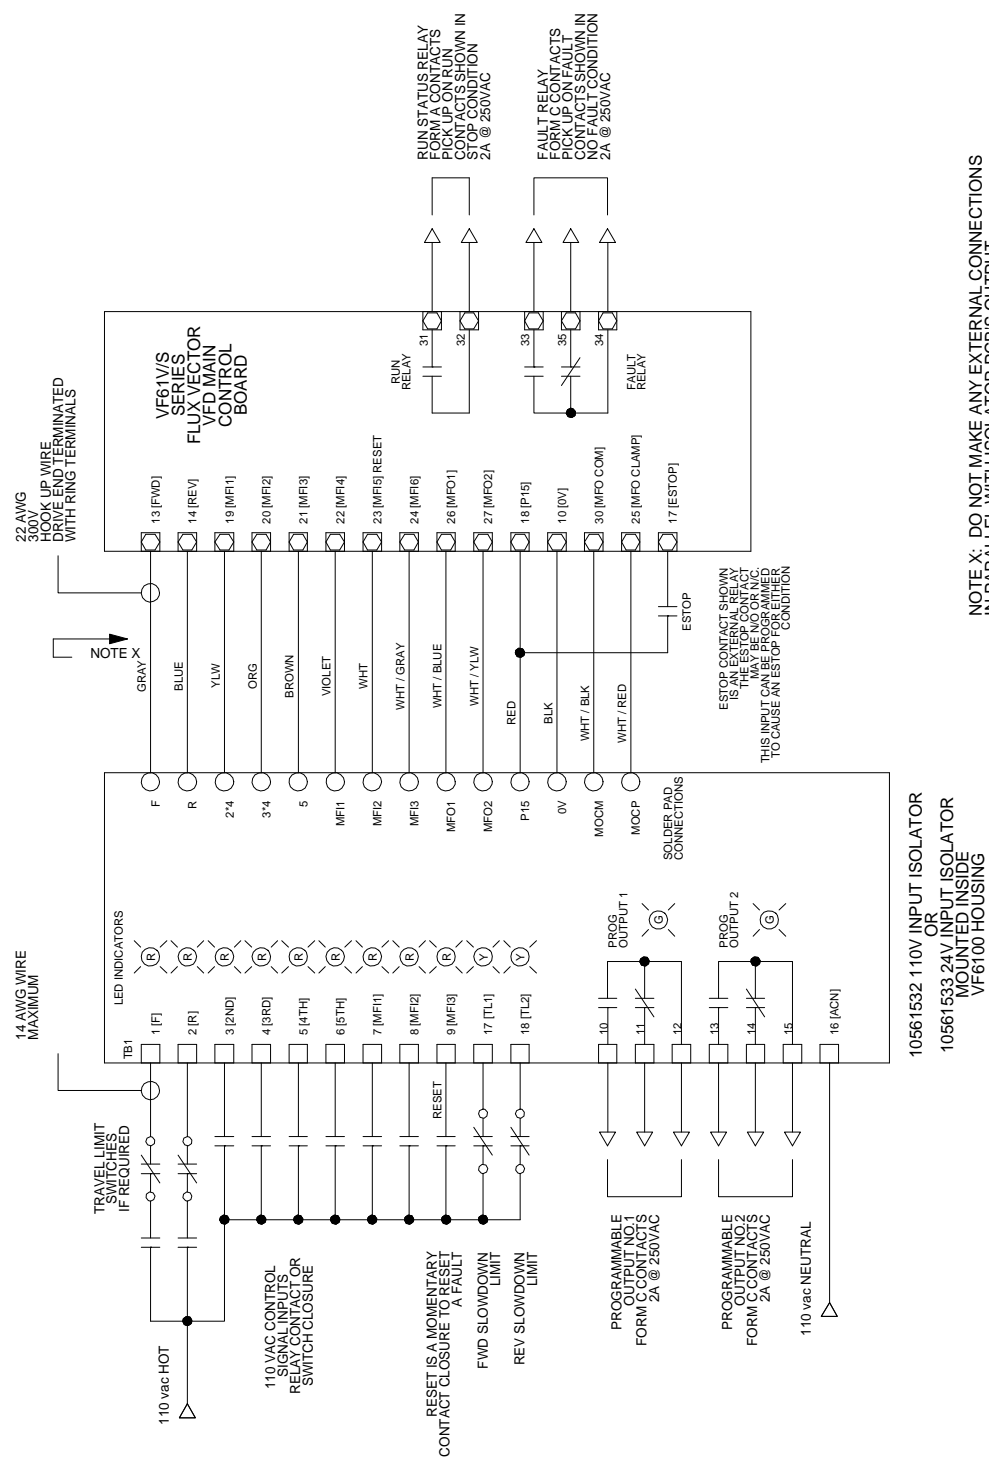 22 AWG
300V
HOOK UP WIRE
DRIVE END TERMINATED
WITH RING TERMINALS
14 AWG WIRE
MAXIMUM
NOTE X
TRAVEL LIMIT
SWITCHES
IF REQUIRED
110 vac HOT
110 VAC CONTROL
SIGNAL INPUTS
RELAY CONTACT OR
SWITCH CLOSURE
RESET IS A MOMENTARY
CONTACT CLOSURE TO RESET
A FAULT
FWD SLOWDOWN
LIMIT
REV SLOWDOWN
LIMIT
PROGRAMMABLE
OUTPUT NO.1
FORM C CONTACTS
2A @ 250VAC
PROGRAMMABLE
OUTPUT NO.2
FORM C CONTACTS
2A @ 250VAC
110 vac NEUTRAL
RESET
TB1
LED INDICATORS
1 [F]
R
2 [R]
R
3 [2ND]
R
4 [3RD]
R
5 [4TH]
R
6 [5TH]
R
7 [MFI1]
R
8 [MFI2]
R
9 [MFI3]
R
17 [TL1]
Y
18 [TL2]
Y
10
11
12
PROG
OUTPUT 1
G
13
14
15
PROG
OUTPUT 2
G
16 [ACN]
F
R
2*4
3*4
5
MFI1
MFI2
MFI3
MFO1
MFO2
P15
0V
MOCM
MOCP
SOLDER PAD
CONNECTIONS
10561532 110V INPUT ISOLATOR
OR
10561533 24V INPUT ISOLATOR
MOUNTED INSIDE
VF6100 HOUSING
GRAY
BLUE
YLW
ORG
BROWN
VIOLET
WHT
WHT / GRAY
WHT / BLUE
WHT / YLW
RED
BLK
WHT / BLK
WHT / RED
ESTOP
ESTOP CONTACT SHOWN
IS AN EXTERNAL RELAY
THE ESTOP CONTACT
MAY BE N/O OR N/C.
THIS INPUT CAN BE PROGRAMMED
TO CAUSE AN ESTOP FOR EITHER
CONDITION
13 [FWD]
14 [REV]
19 [MFI1]
20 [MFI2]
21 [MFI3]
22 [MFI4]
23 [MFI5] RESET
24 [MFI6]
26 [MFO1]
27 [MFO2]
18 [P15]
10 [0V]
30 [MFO COM]
25 [MFO CLAMP]
17 [ESTOP]
VF61V/S
SERIES
FLUX VECTOR
VFD MAIN
CONTROL
BOARD
RUN
RELAY
31
32
FAULT
RELAY
33
35
34
RUN STATUS RELAY
FORM A CONTACTS
PICK UP ON RUN
CONTACTS SHOWN IN
STOP CONDITION
2A @ 250VAC
FAULT RELAY
FORM C CONTACTS
PICK UP ON FAULT
CONTACTS SHOWN IN
NO FAULT CONDITION
2A @ 250VAC
NOTE X: DO NOT MAKE ANY EXTERNAL CONNECTIONS
IN PARALLEL WITH ISOLATOR PCB'S OUTPUT